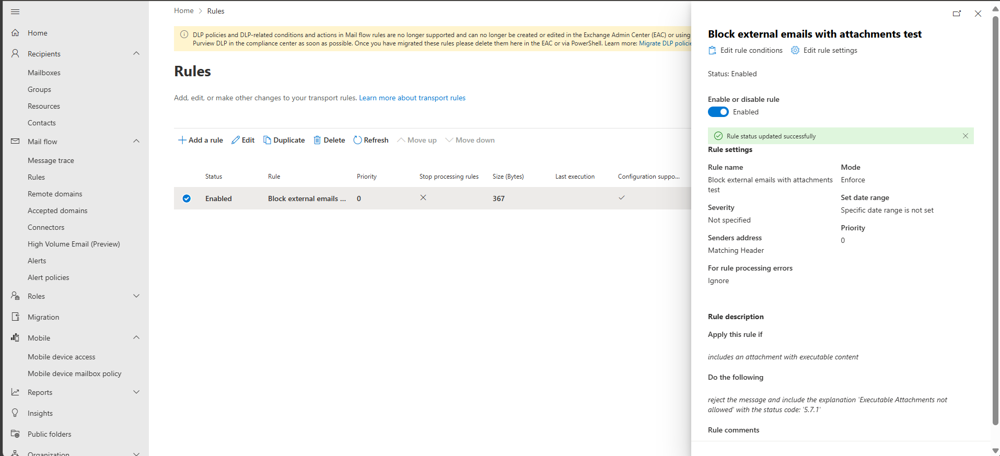 Home
Recipients
Mailboxes
Groups
Resources
Contacts
Mail flow
Message trace
Rules
Remote domains
Accepted domains
Connectors
High Volume Email (Preview)
Alerts
Alert policies
Roles
Migration
Mobile
Mobile device access
Mobile device mailbox policy
Reports
Insights
Public folders
Organization
Home > Rules
DLP policies and DLP-related conditions and actions in Mail flow rules are no longer supported and can no longer be created or edited in the Exchange Admin Center (EAC) or using
Purview DLP in the compliance center as soon as possible. Once you have migrated these rules please delete them here in the EAC or via PowerShell. Learn more: Migrate DLP policie
Rules
Add, edit, or make other changes to your transport rules. Learn more about transport rules
Add a rule Edit Duplicate Delete Refresh Move up Move down
Status Rule Priority Stop processing rules Size (Bytes) Last execution Configuration suppo...
Enabled Block external emails ... 0 367
Block external emails with attachments test
Edit rule conditions Edit rule settings
Status: Enabled
Enable or disable rule
Enabled
Rule status updated successfully
Rule settings
Rule name
Block external emails with attachments
test
Severity
Not specified
Senders address
Matching Header
For rule processing errors
Ignore
Mode
Enforce
Set date range
Specific date range is not set
Priority
0
Rule description
Apply this rule if
includes an attachment with executable content
Do the following
reject the message and include the explanation 'Executable Attachments not
allowed' with the status code: '5.7.1'
Rule comments